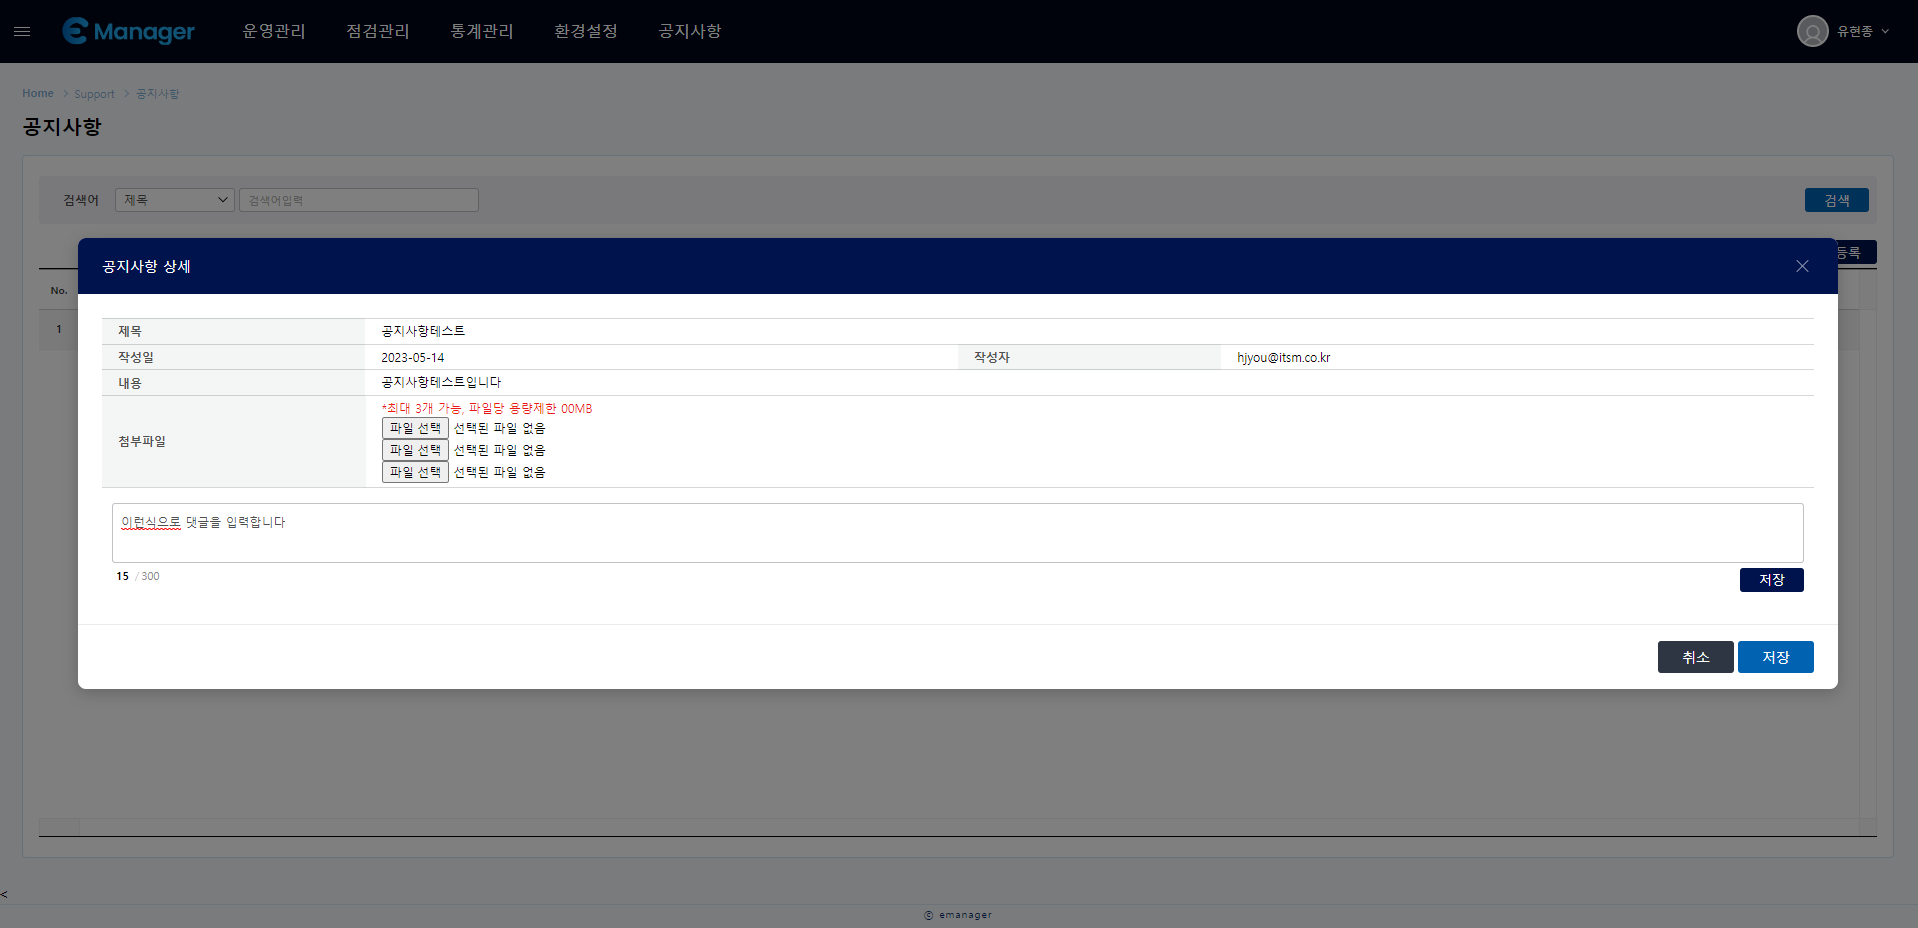 Manager 운영관리 점검관리 통계관리 환경설정 공지사항 유현종
Home > Support > 공지사항
공지사항
검색어 제목 검색어입력 검색
등록
공지사항 상세
No.
1
제목 공지사항테스트
작성일 2023-05-14 작성자 hjyou@itsm.co.kr
내용 공지사항테스트입니다
첨부파일
*최대 3개 가능, 파일당 용량제한 00MB
파일 선택 선택된 파일 없음
파일 선택 선택된 파일 없음
파일 선택 선택된 파일 없음
이런식으로 댓글을 입력합니다
15 / 300
저장
취소 저장
<
ⓒ emanager